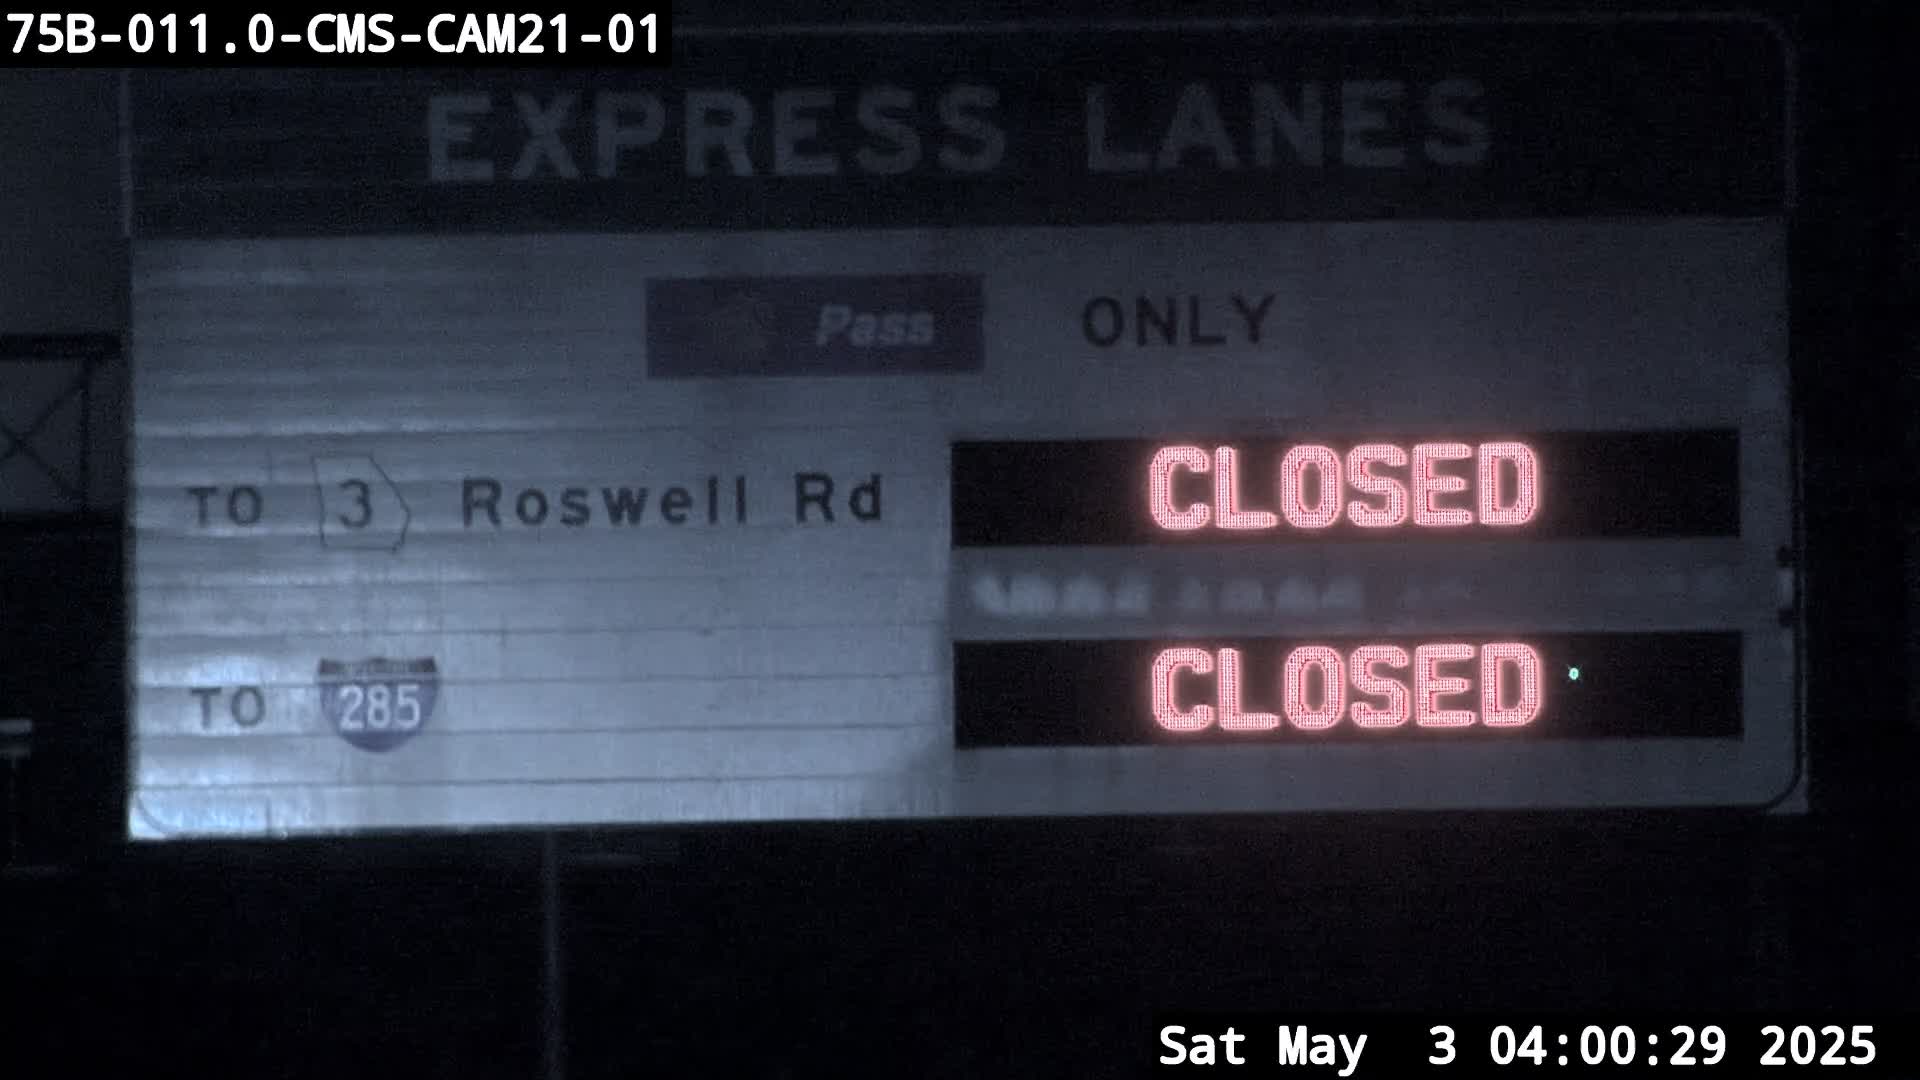 75B-011.0-CMS-CAM21-01
EXPRESS LANES
Pass ONLY
TO 3 Roswell Rd CLOSED
TO 285 CLOSED
Sat May 3 04:00:29 2025